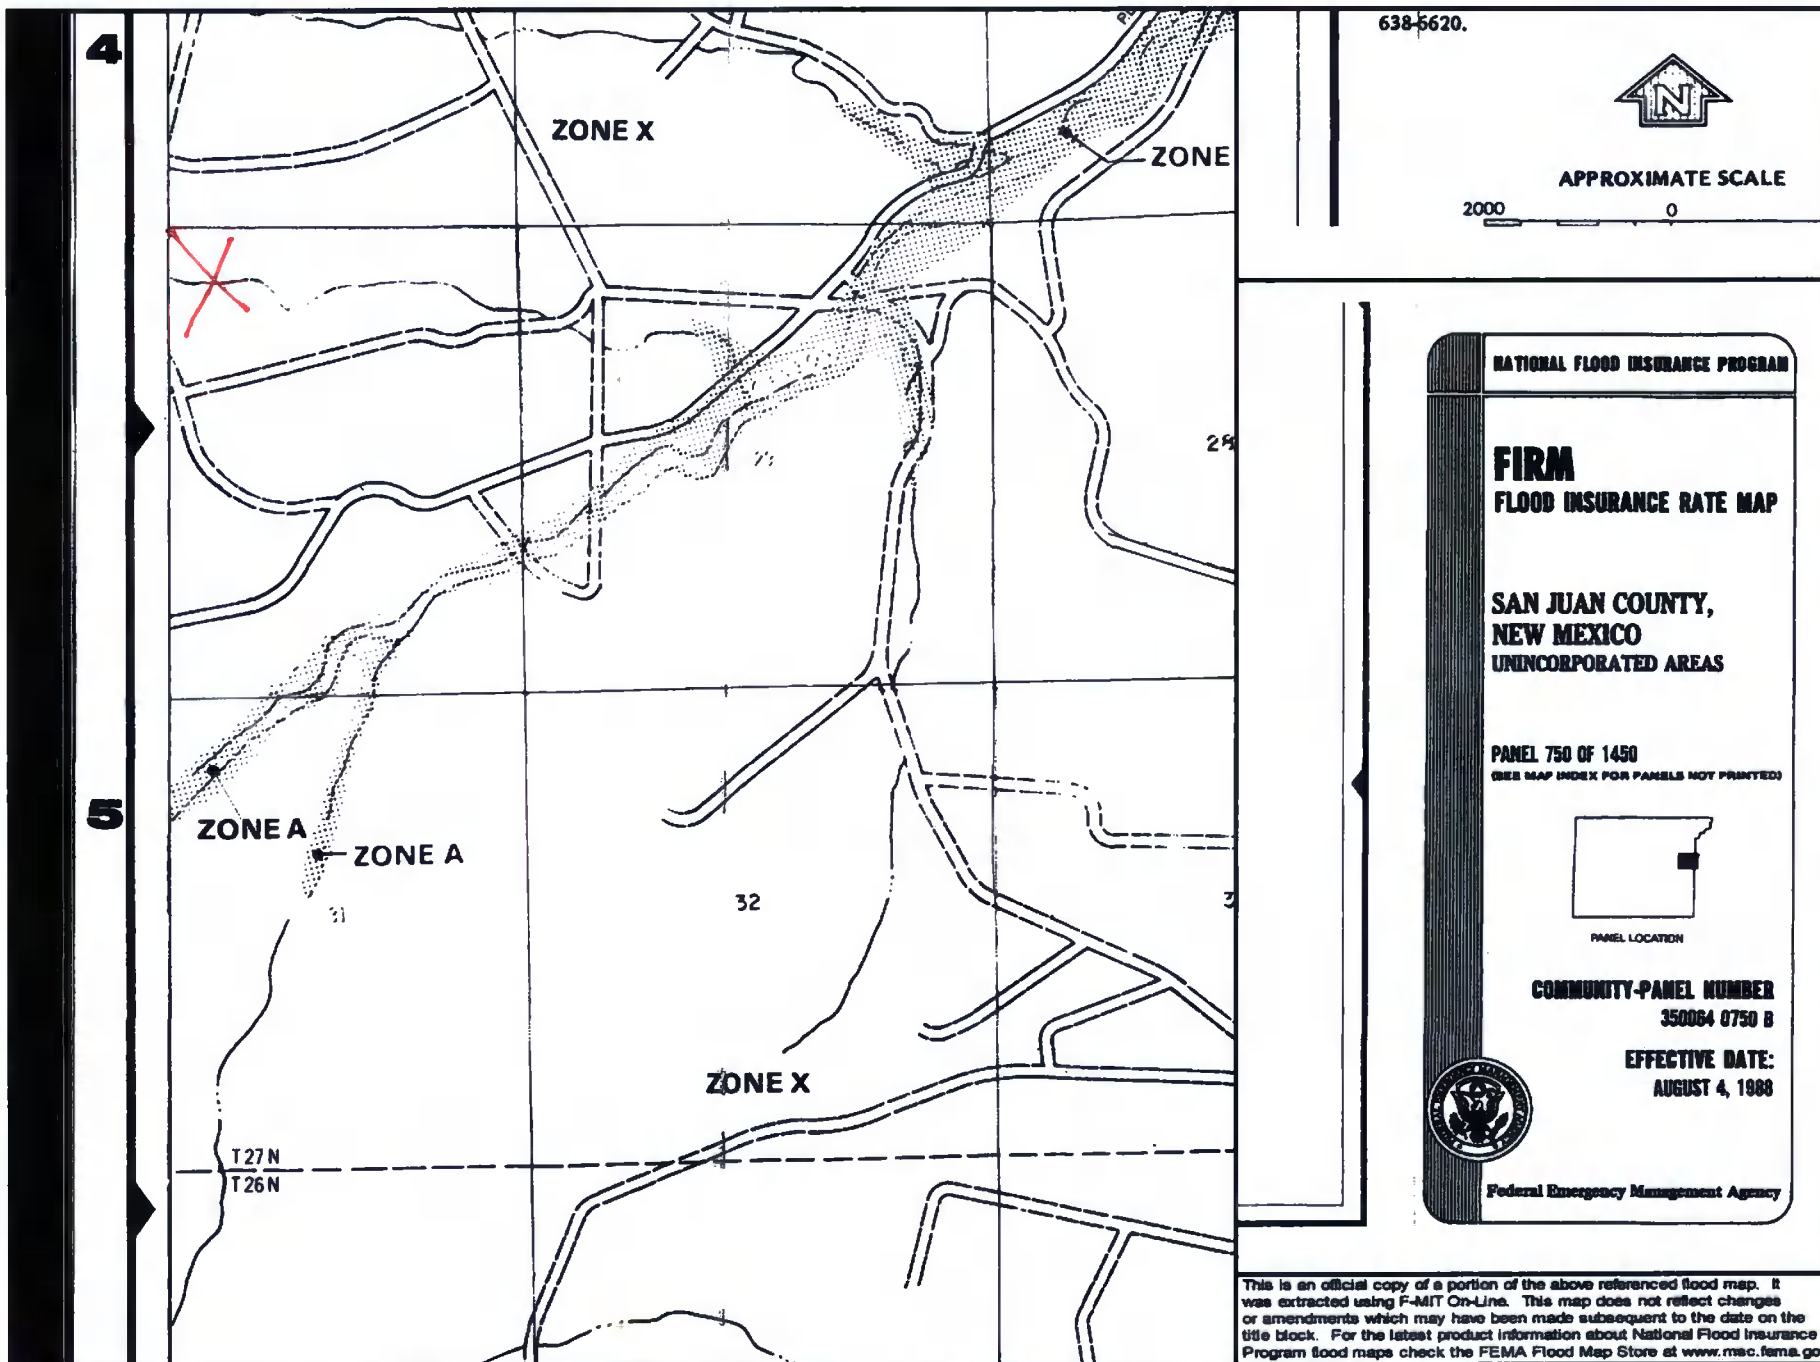 4
ZONE X
ZONE
28
29
5
ZONE A
ZONE A
31
32
ZONE X
T27N
T26N
638-6620.
N
APPROXIMATE SCALE
2000 0
NATIONAL FLOOD INSURANCE PROGRAM
FIRM
FLOOD INSURANCE RATE MAP
SAN JUAN COUNTY,
NEW MEXICO
UNINCORPORATED AREAS
PANEL 750 OF 1450
(SEE MAP INDEX FOR PANELS NOT PRINTED)
PANEL LOCATION
COMMUNITY-PANEL NUMBER
350064 0750 B
EFFECTIVE DATE:
AUGUST 4, 1988
Federal Emergency Management Agency
This is an official copy of a portion of the above referenced flood map. It
was extracted using F-MIT On-Line. This map does not reflect changes
or amendments which may have been made subsequent to the date on the
title block. For the latest product information about National Flood Insurance
Program flood maps check the FEMA Flood Map Store at www.msc.fema.go